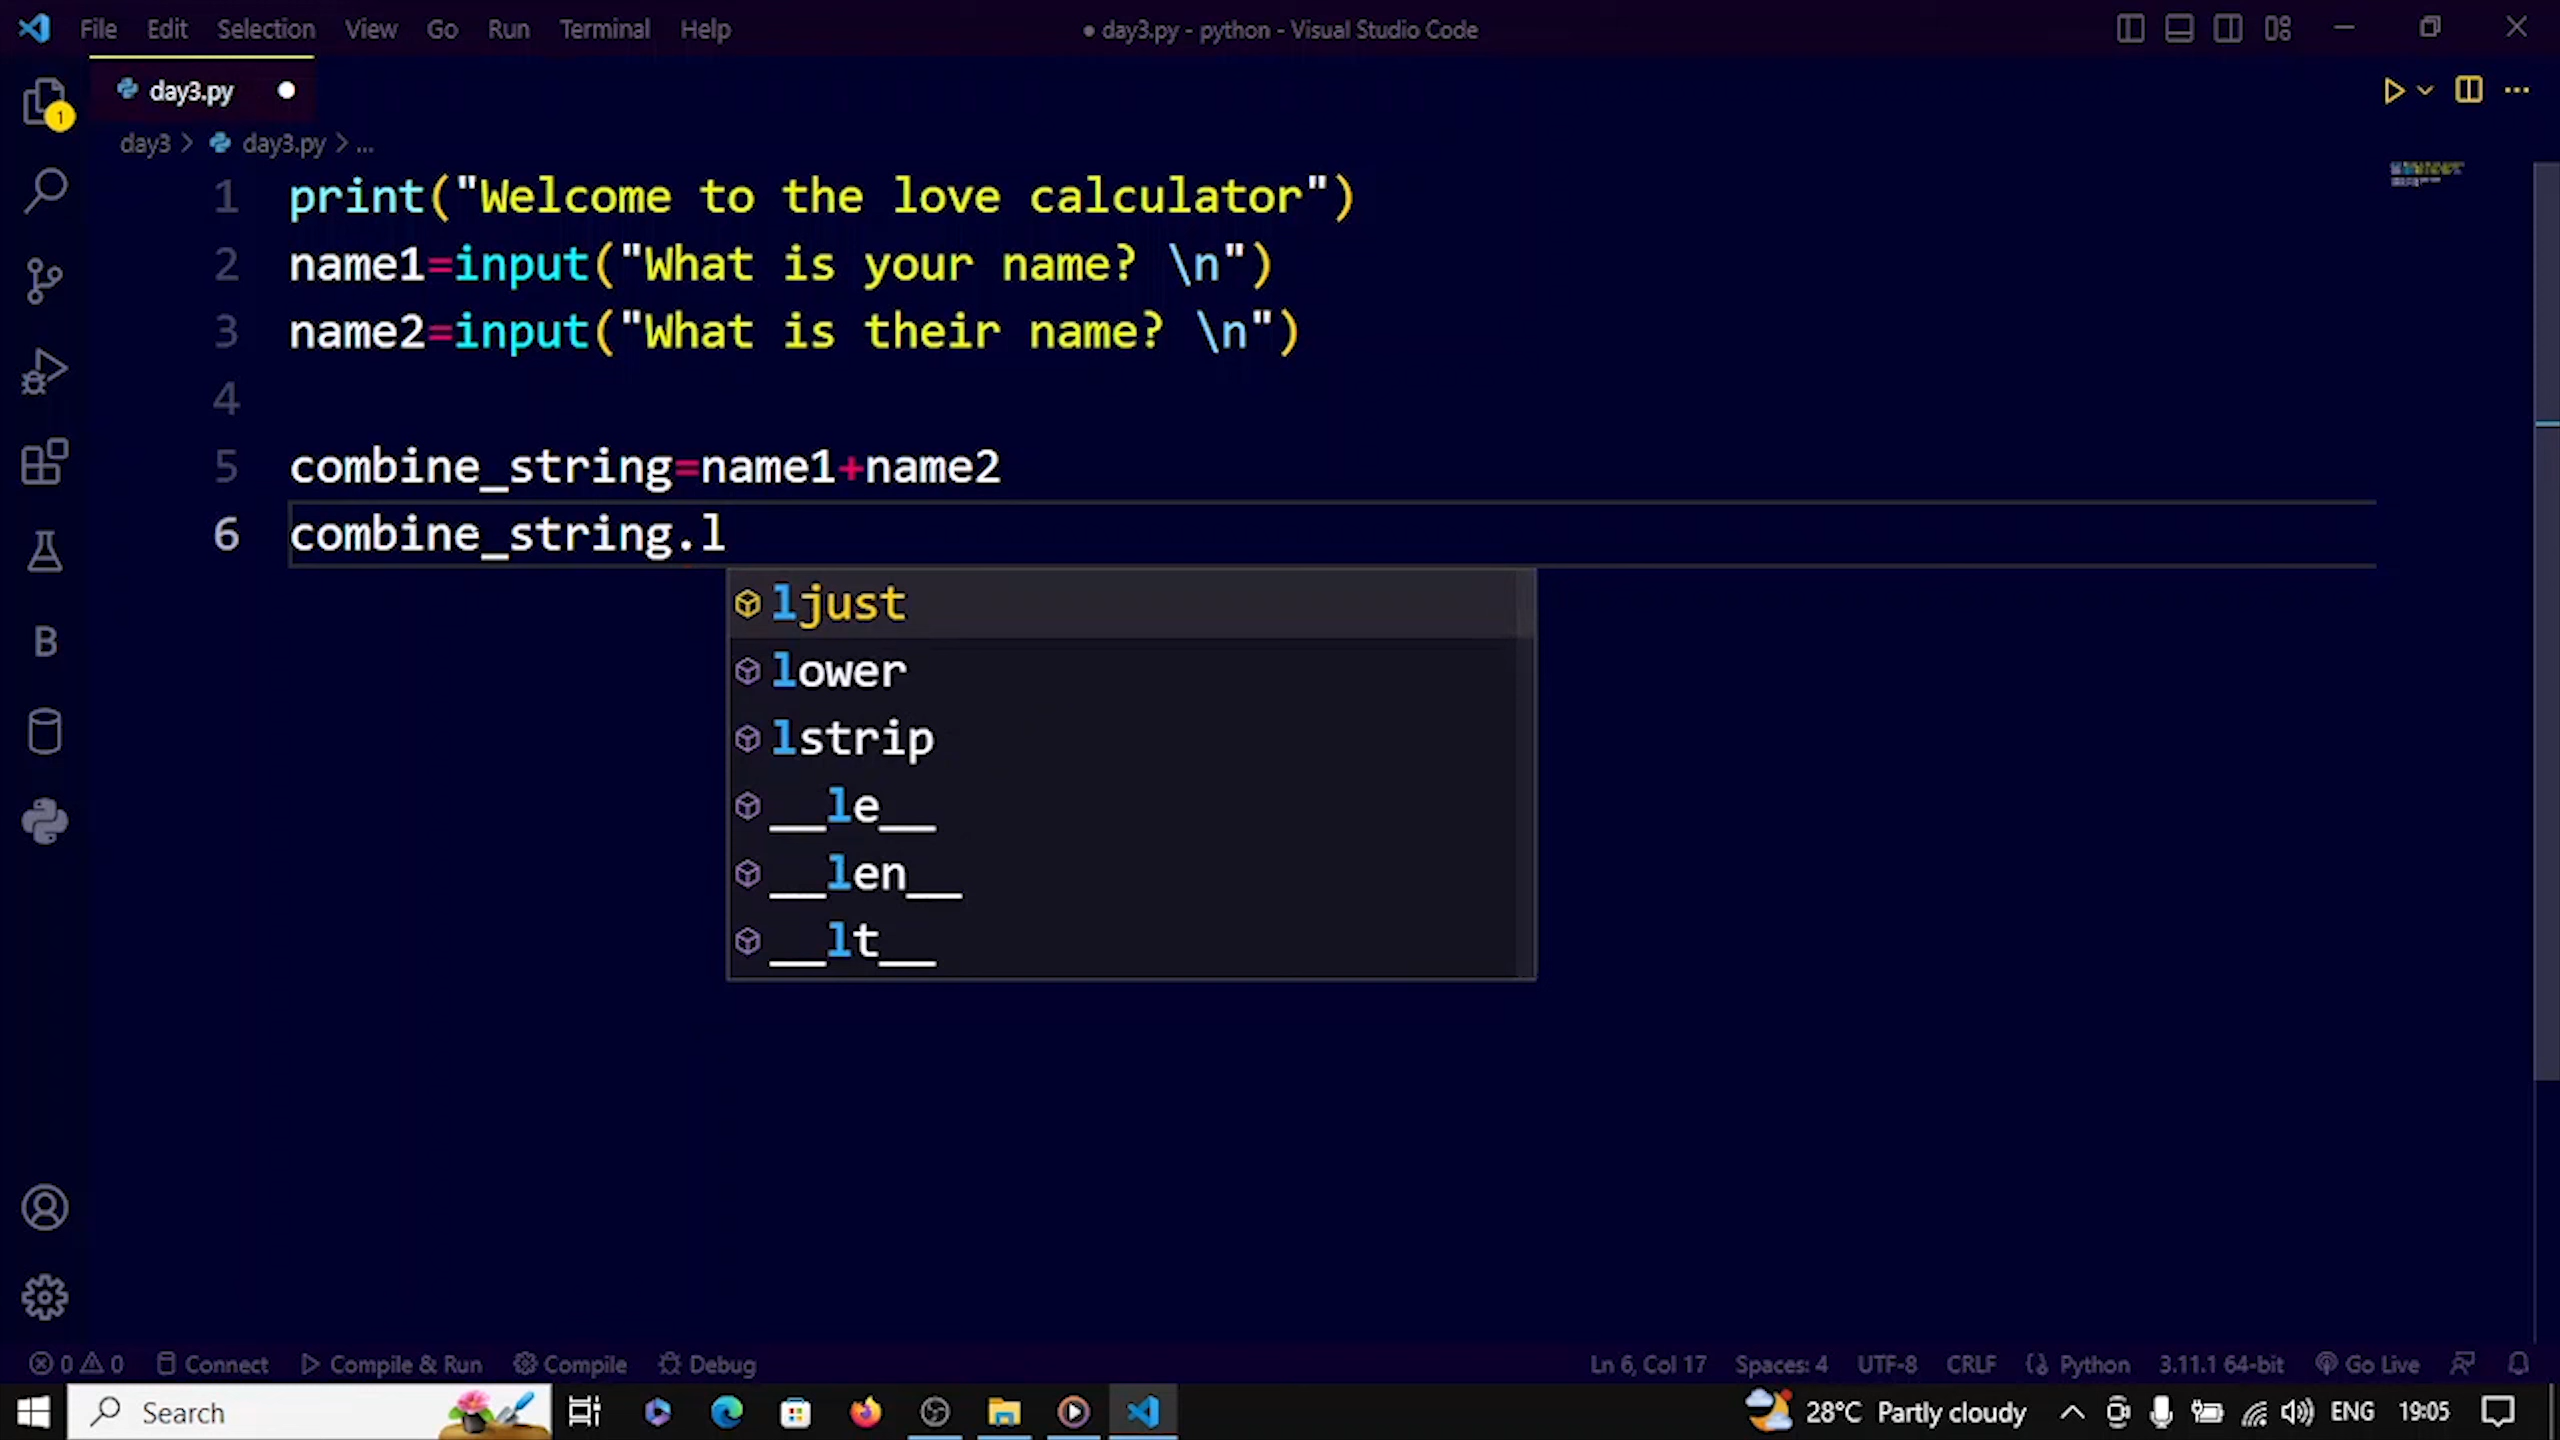 File Edit Selection View Go Run Terminal Help
● day3.py - python - Visual Studio Code
day3.py
1
day3 > day3.py > ...
1 print("Welcome to the love calculator")
2 name1=input("What is your name? \n")
3 name2=input("What is their name? \n")
4
5 combine_string=name1+name2
6 combine_string.l
ljust
lower
lstrip
__le__
__len__
__lt__
B
0 0 Connect Compile & Run Compile Debug
Ln 6, Col 17 Spaces: 4 UTF-8 CRLF Python 3.11.1 64-bit Go Live
Search
28°C Partly cloudy ENG 19:05